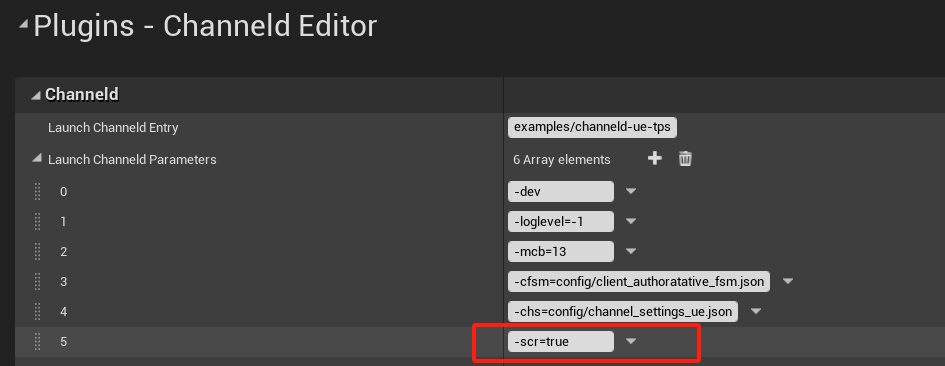 Plugins - Channeld Editor
Channeld
Launch Channeld Entry examples/channeld-ue-tps
Launch Channeld Parameters 6 Array elements
0 -dev
1 -loglevel=-1
2 -mcb=13
3 -cfsm=config/client_authoratative_fsm.json
4 -chs=config/channel_settings_ue.json
5 -scr=true